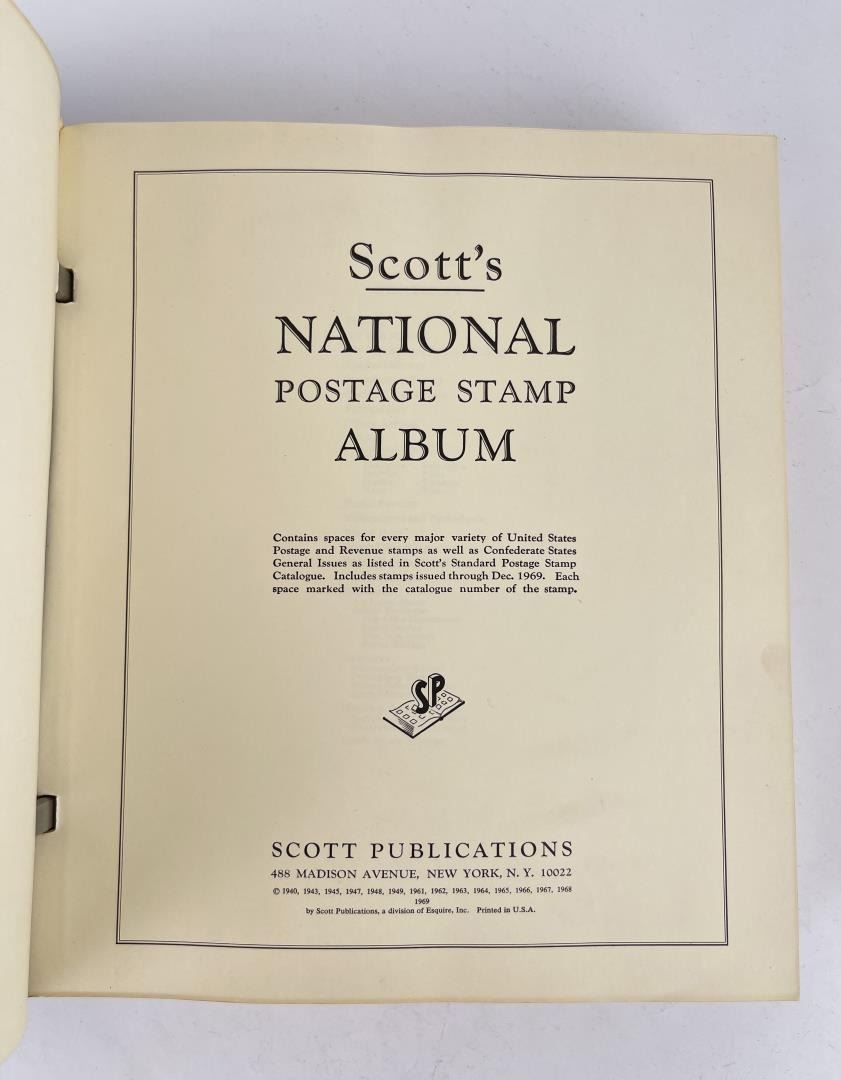 Scott's
NATIONAL
POSTAGE STAMP
ALBUM
Contains spaces for every major variety of United States
Postage and Revenue stamps as well as Confederate States
General Issues as listed in Scott's Standard Postage Stamp
Catalogue. Includes stamps issued through Dec. 1969. Each
space marked with the catalogue number of the stamp.
SP
SCOTT PUBLICATIONS
488 MADISON AVENUE, NEW YORK, N. Y. 10022
© 1940, 1943, 1945, 1947, 1948, 1949, 1961, 1962, 1963, 1964, 1965, 1966, 1967, 1968
1969
by Scott Publications, a division of Esquire, Inc. Printed in U.S.A.